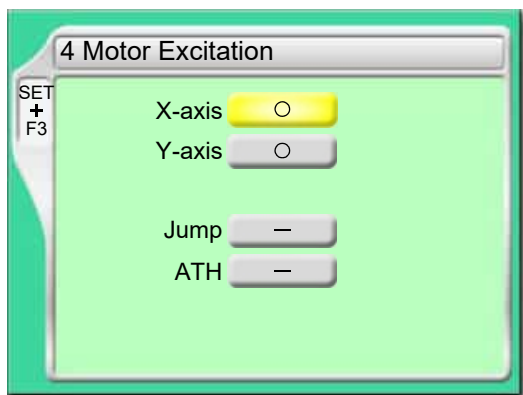 4 Motor Excitation
SET
+
F3
X-axis ○
Y-axis ○
Jump —
ATH —